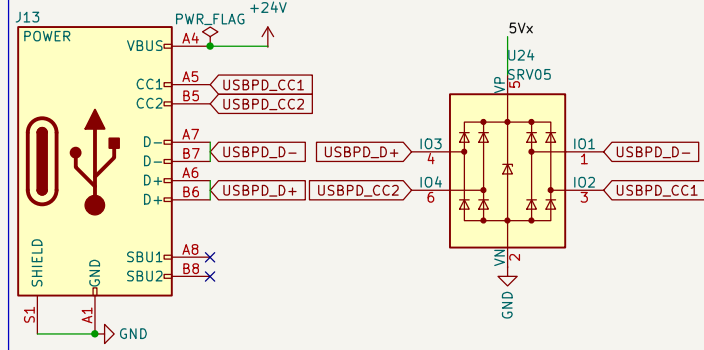 J13
POWER
PWR_FLAG
+24V
VBUS
A4
CC1
A5
USBPD_CC1
CC2
B5
USBPD_CC2
D-
A7
D-
B7
USBPD_D-
D+
A6
D+
B6
USBPD_D+
SBU1
A8
SBU2
B8
SHIELD
GND
S1
A1
GND
5Vx
U24
SRV05
VP
5
USBPD_D+
IO3
4
USBPD_CC2
IO4
6
IO1
1
USBPD_D-
IO2
3
USBPD_CC1
VN
2
GND